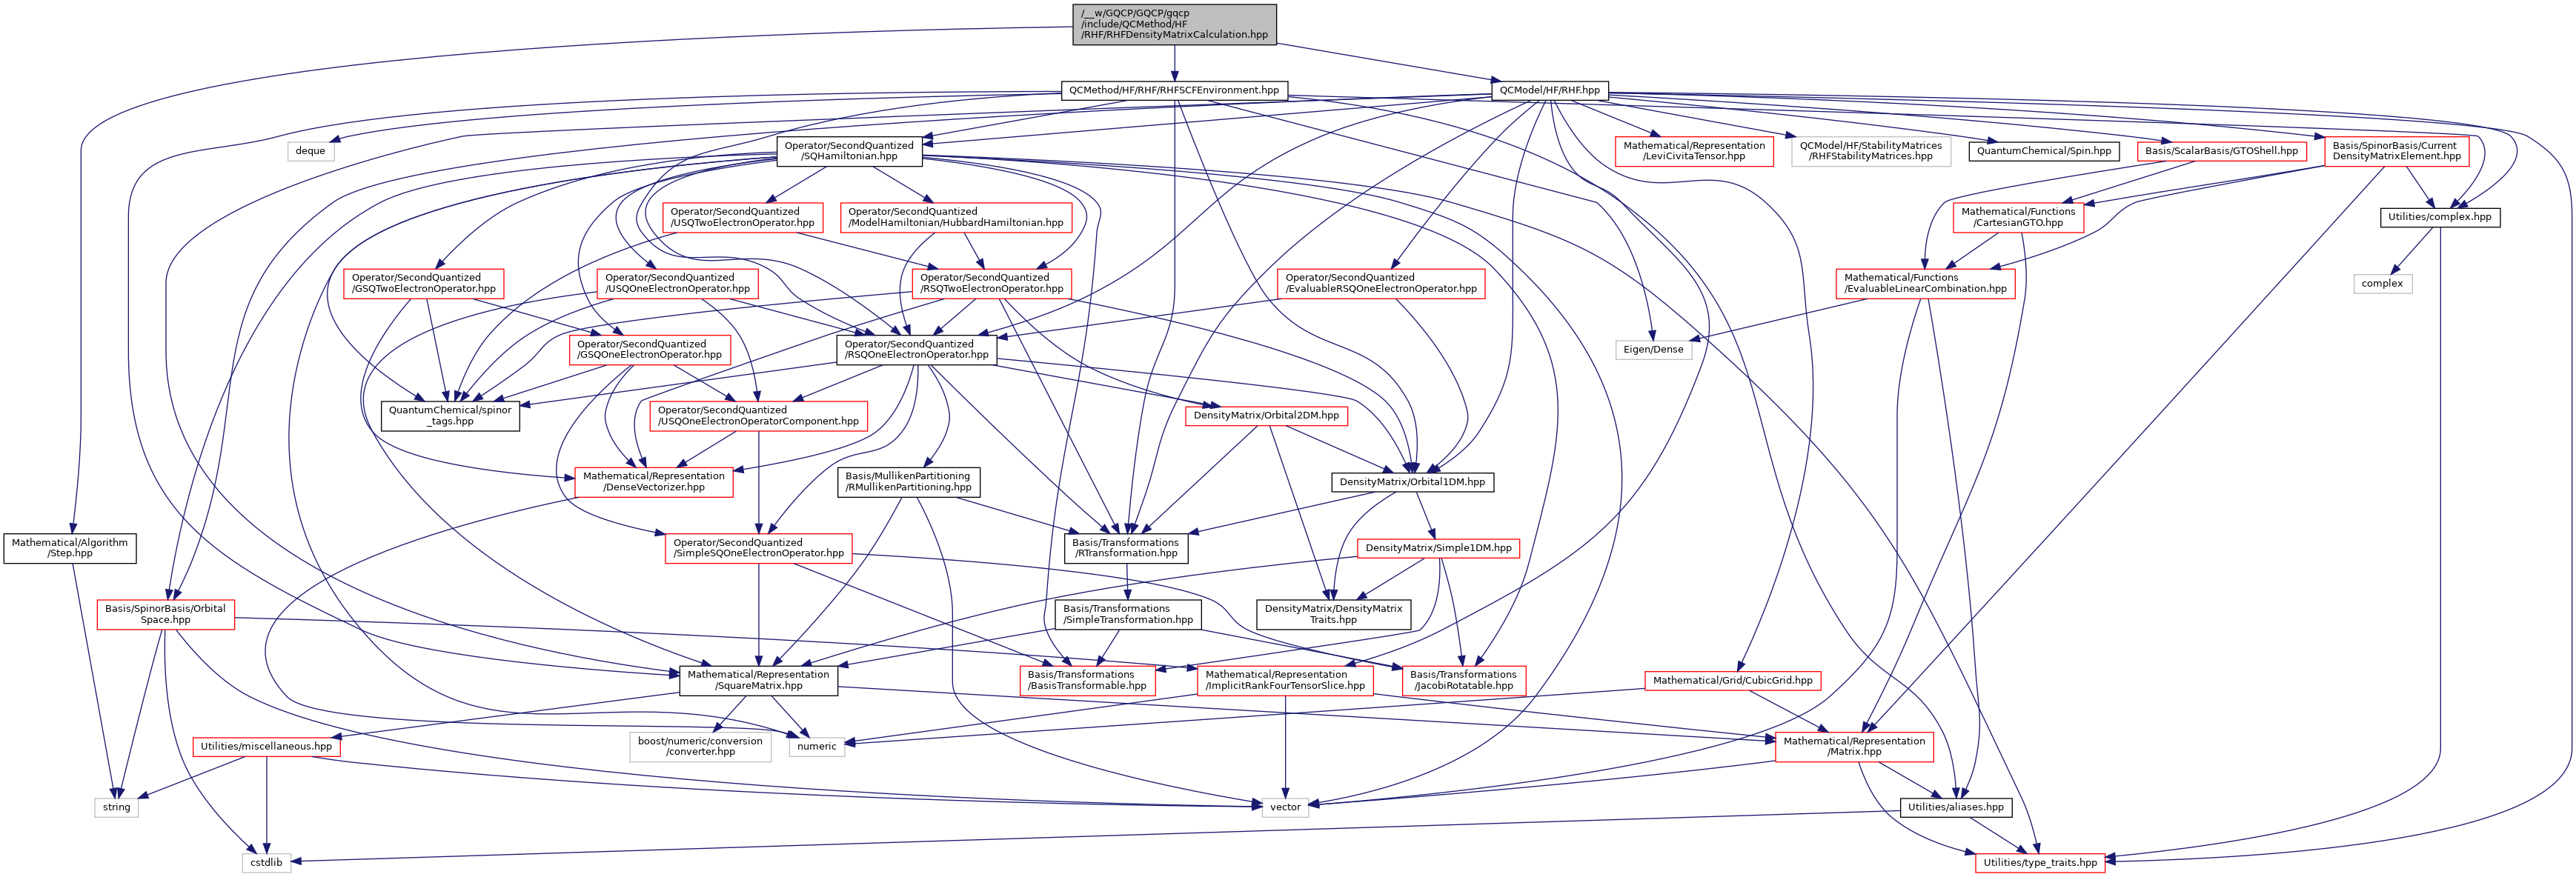 /__w/GQCP/GQCP/gqcp
/include/QCMethod/HF
/RHF/RHFDensityMatrixCalculation.hpp
QCMethod/HF/RHF/RHFSCFEnvironment.hpp
QCModel/HF/RHF.hpp
deque
Operator/SecondQuantized
/SQHamiltonian.hpp
Mathematical/Representation
/LeviCivitaTensor.hpp
QCModel/HF/StabilityMatrices
/RHFStabilityMatrices.hpp
QuantumChemical/Spin.hpp
Basis/ScalarBasis/GTOShell.hpp
Basis/SpinorBasis/Current
DensityMatrixElement.hpp
Operator/SecondQuantized
/USQTwoElectronOperator.hpp
Operator/SecondQuantized
/ModelHamiltonian/HubbardHamiltonian.hpp
Mathematical/Functions
/CartesianGTO.hpp
Utilities/complex.hpp
Operator/SecondQuantized
/GSQTwoElectronOperator.hpp
Operator/SecondQuantized
/USQOneElectronOperator.hpp
Operator/SecondQuantized
/RSQTwoElectronOperator.hpp
Operator/SecondQuantized
/EvaluableRSQOneElectronOperator.hpp
Mathematical/Functions
/EvaluableLinearCombination.hpp
complex
Operator/SecondQuantized
/GSQOneElectronOperator.hpp
Operator/SecondQuantized
/RSQOneElectronOperator.hpp
Eigen/Dense
QuantumChemical/spinor
_tags.hpp
Operator/SecondQuantized
/USQOneElectronOperatorComponent.hpp
DensityMatrix/Orbital2DM.hpp
Mathematical/Representation
/DenseVectorizer.hpp
Basis/MullikenPartitioning
/RMullikenPartitioning.hpp
DensityMatrix/Orbital1DM.hpp
Mathematical/Algorithm
/Step.hpp
Operator/SecondQuantized
/SimpleSQOneElectronOperator.hpp
Basis/Transformations
/RTransformation.hpp
DensityMatrix/Simple1DM.hpp
Basis/SpinorBasis/Orbital
Space.hpp
Basis/Transformations
/SimpleTransformation.hpp
DensityMatrix/DensityMatrix
Traits.hpp
Mathematical/Representation
/SquareMatrix.hpp
Basis/Transformations
/BasisTransformable.hpp
Mathematical/Representation
/ImplicitRankFourTensorSlice.hpp
Basis/Transformations
/JacobiRotatable.hpp
Mathematical/Grid/CubicGrid.hpp
Utilities/miscellaneous.hpp
boost/numeric/conversion
/converter.hpp
numeric
Mathematical/Representation
/Matrix.hpp
string
vector
Utilities/aliases.hpp
cstdlib
Utilities/type_traits.hpp